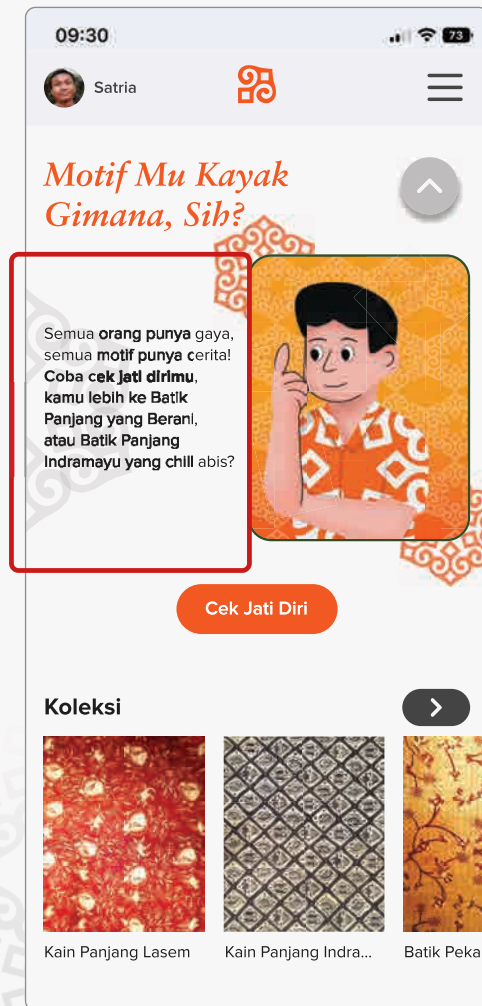 09:30
73
Satria
Motif Mu Kayak
Gimana, Sih?
Semua orang punya gaya,
semua motif punya cerita!
Coba cek jati dirimu,
kamu lebih ke Batik
Panjang yang Berani,
atau Batik Panjang
Indramayu yang chill abis?
Cek Jati Diri
Koleksi
Kain Panjang Lasem
Kain Panjang Indra...
Batik Peka